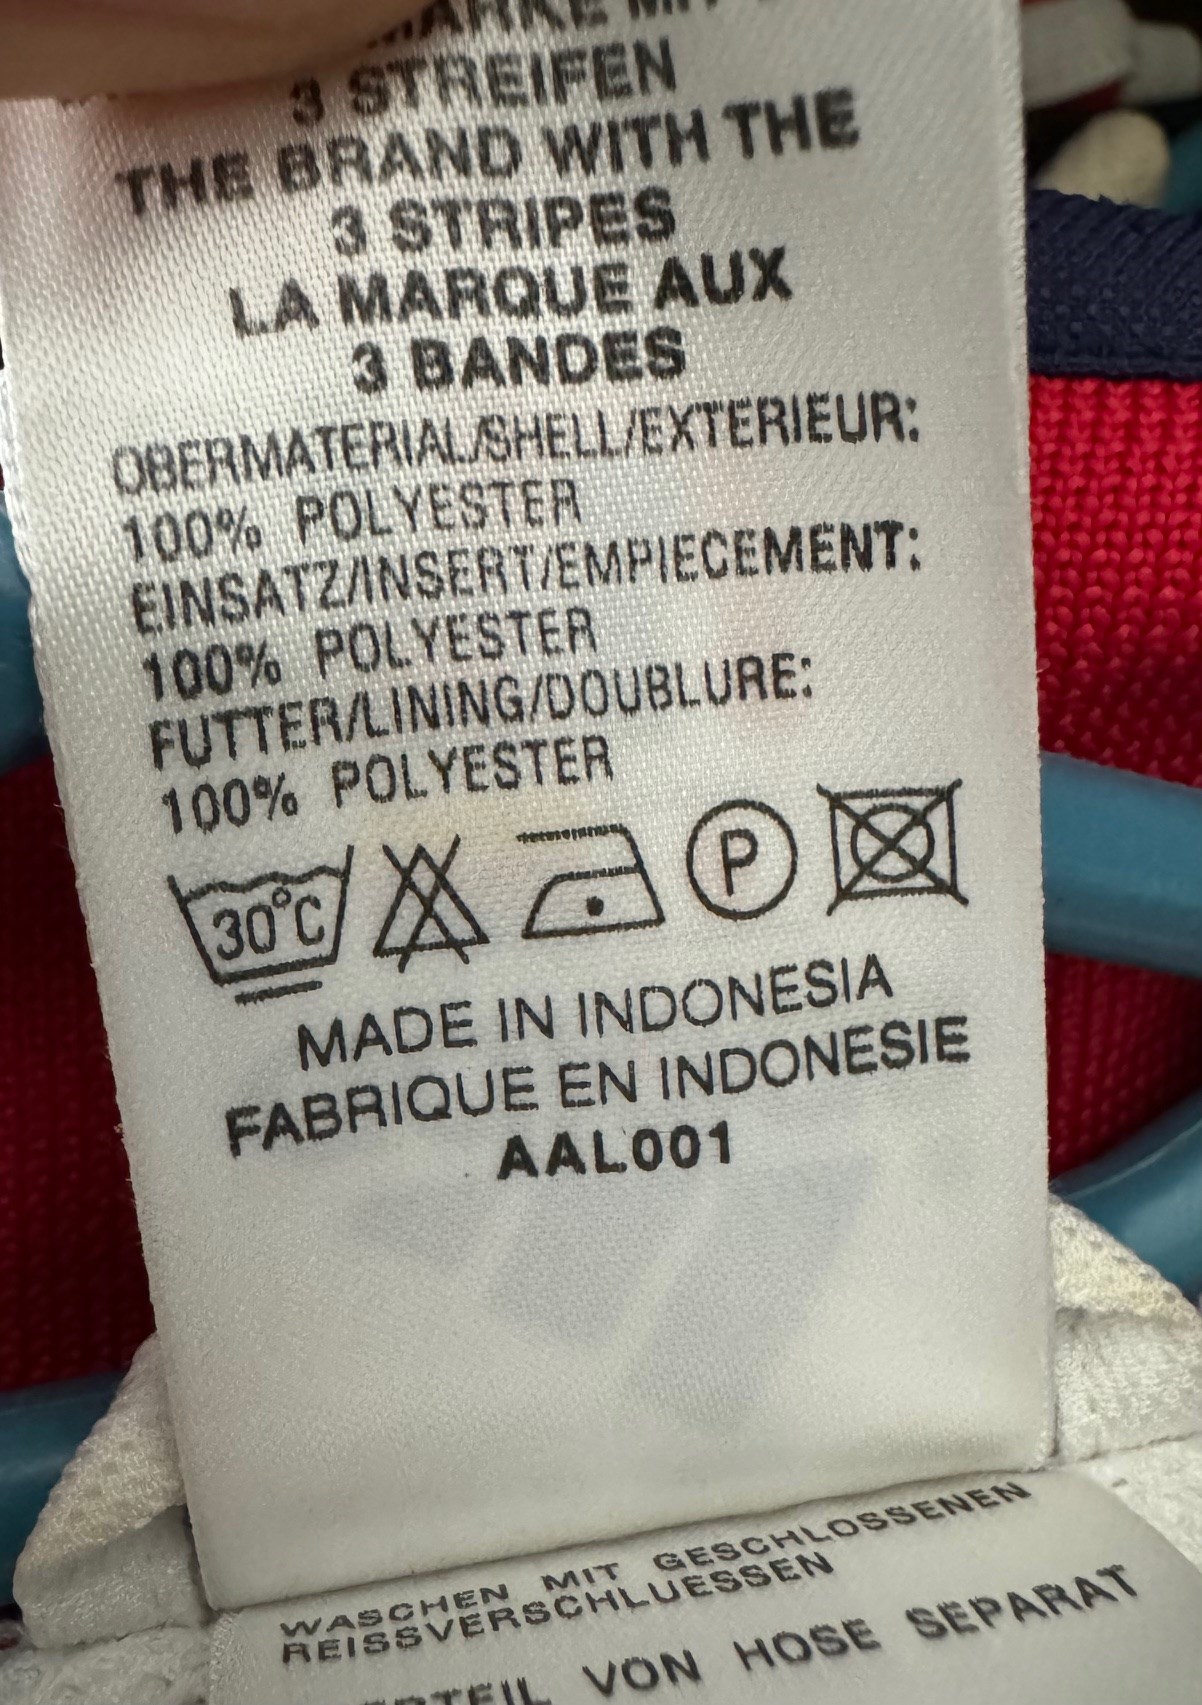 3 STREIFEN
THE BRAND WITH THE
3 STRIPES
LA MARQUE AUX
3 BANDES
OBERMATERIAL/SHELL/EXTERIEUR:
100% POLYESTER
EINSATZ/INSERT/EMPIECEMENT:
100% POLYESTER
FUTTER/LINING/DOUBLURE:
100% POLYESTER
30°C P
MADE IN INDONESIA
FABRIQUE EN INDONESIE
AAL001
WASCHEN MIT GESCHLOSSENEN
REISSVERSCHLUESSEN
VON HOSE SEPARAT